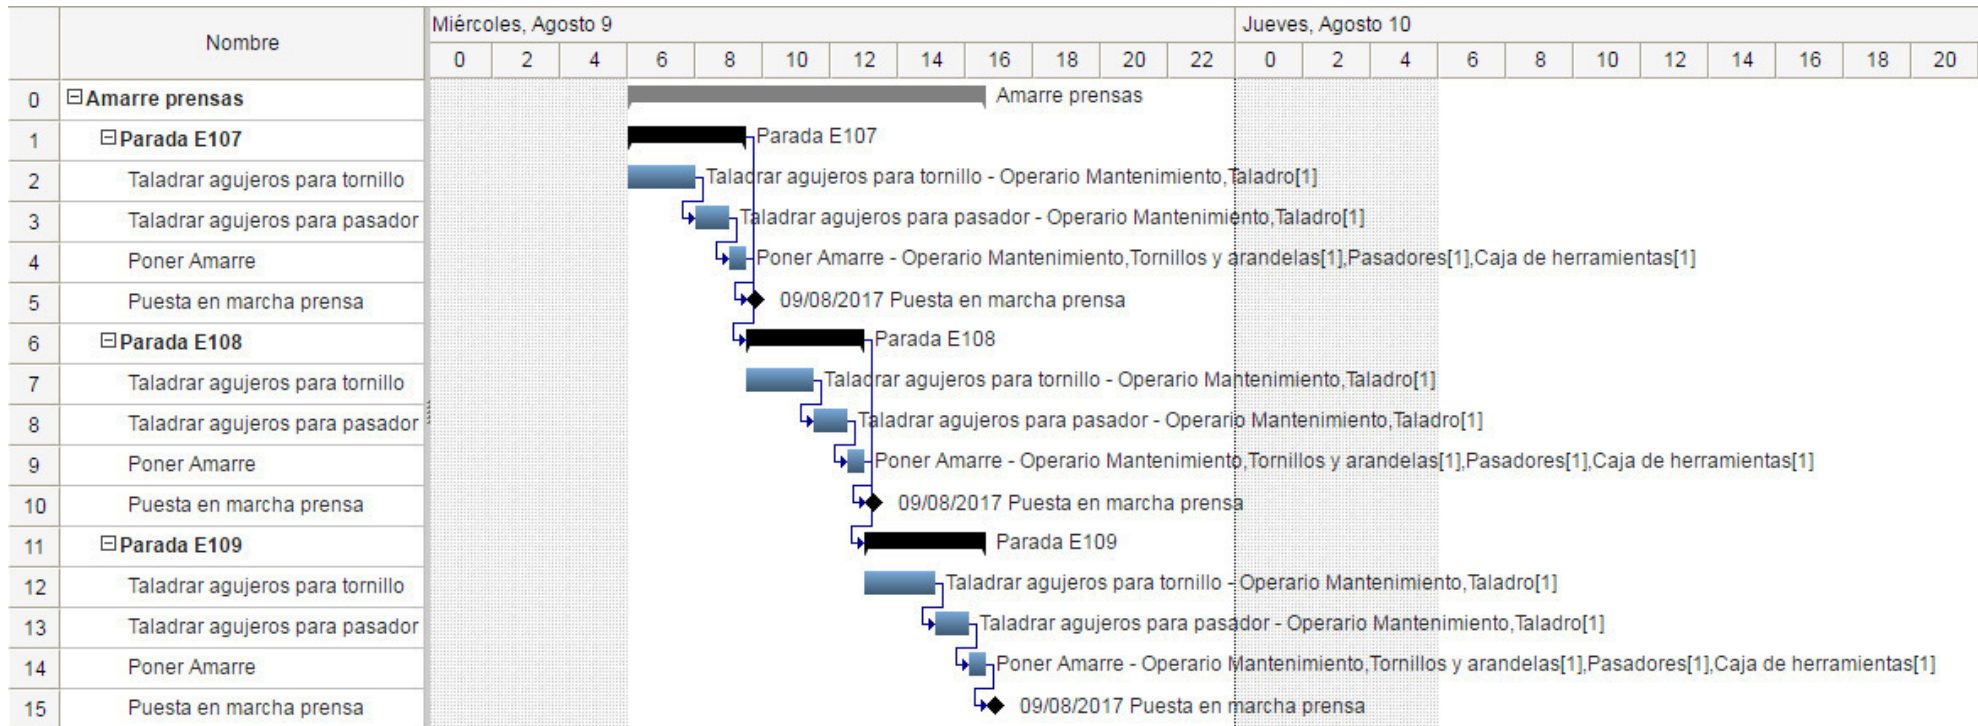 Nombre
Miércoles, Agosto 9 Jueves, Agosto 10
0 2 4 6 8 10 12 14 16 18 20 22 0 2 4 6 8 10 12 14 16 18 20
0 Amarre prensas Amarre prensas
1 Parada E107 Parada E107
2 Taladrar agujeros para tornillo Taladrar agujeros para tornillo - Operario Mantenimiento,Taladro[1]
3 Taladrar agujeros para pasador Taladrar agujeros para pasador - Operario Mantenimiento,Taladro[1]
4 Poner Amarre Poner Amarre - Operario Mantenimiento,Tornillos y arandelas[1],Pasadores[1],Caja de herramientas[1]
5 Puesta en marcha prensa 09/08/2017 Puesta en marcha prensa
6 Parada E108 Parada E108
7 Taladrar agujeros para tornillo Taladrar agujeros para tornillo - Operario Mantenimiento,Taladro[1]
8 Taladrar agujeros para pasador Taladrar agujeros para pasador - Operario Mantenimiento,Taladro[1]
9 Poner Amarre Poner Amarre - Operario Mantenimiento,Tornillos y arandelas[1],Pasadores[1],Caja de herramientas[1]
10 Puesta en marcha prensa 09/08/2017 Puesta en marcha prensa
11 Parada E109 Parada E109
12 Taladrar agujeros para tornillo Taladrar agujeros para tornillo - Operario Mantenimiento,Taladro[1]
13 Taladrar agujeros para pasador Taladrar agujeros para pasador - Operario Mantenimiento,Taladro[1]
14 Poner Amarre Poner Amarre - Operario Mantenimiento,Tornillos y arandelas[1],Pasadores[1],Caja de herramientas[1]
15 Puesta en marcha prensa 09/08/2017 Puesta en marcha prensa